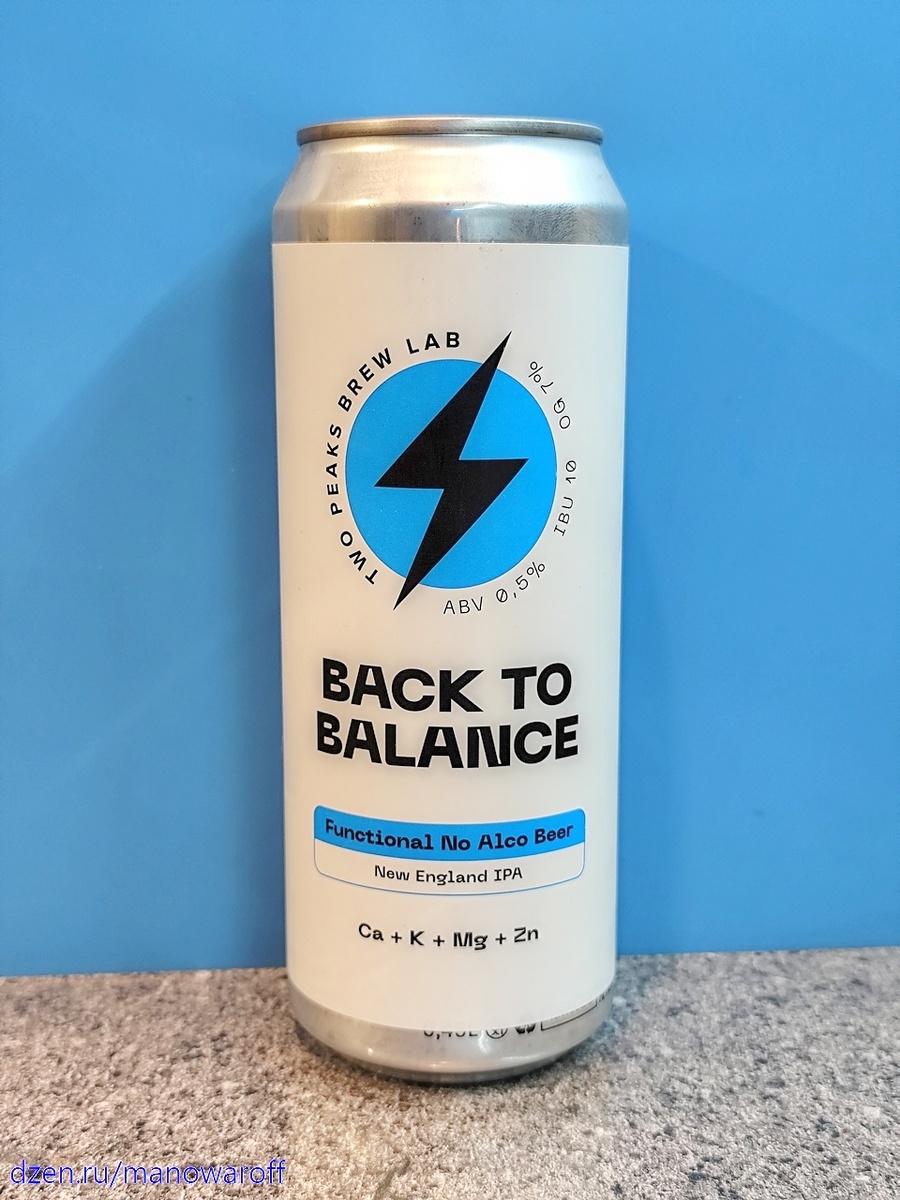 TWO PEAKS BREW LAB
OG 7%
IBU 10
ABV 0,5%
BACK TO
BALANCE
Functional No Alco Beer
New England IPA
Ca + K + Mg + Zn
dzen.ru/manowaroff